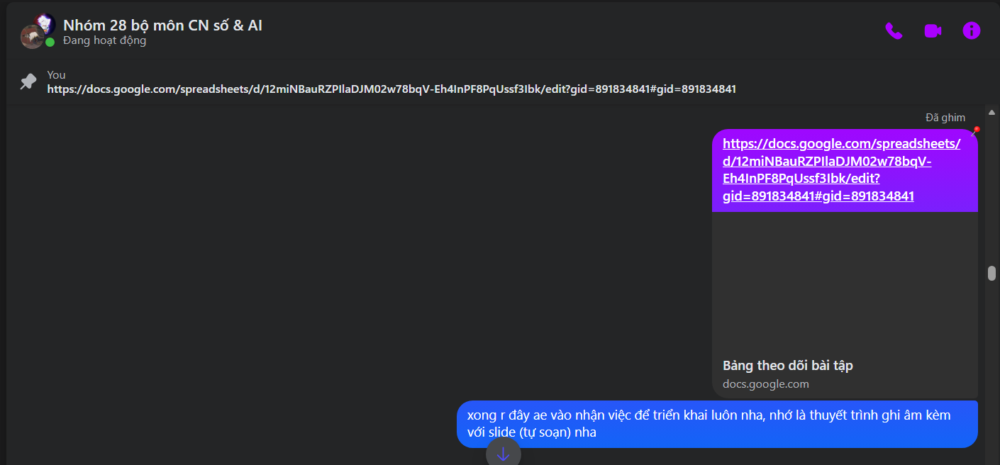 Nhóm 28 bộ môn CN số & AI
Đang hoạt động
You
https://docs.google.com/spreadsheets/d/12miNBauRZPIlaDJM02w78bqV-Eh4InPF8PqUssf3Ibk/edit?gid=891834841#gid=891834841
Đã ghim
https://docs.google.com/spreadsheets/
d/12miNBauRZPIlaDJM02w78bqV-
Eh4InPF8PqUssf3Ibk/edit?
gid=891834841#gid=891834841
Bảng theo dõi bài tập
docs.google.com
xong r đây ae vào nhận việc để triển khai luôn nha, nhớ là thuyết trình ghi âm kèm
với slide (tự soạn) nha